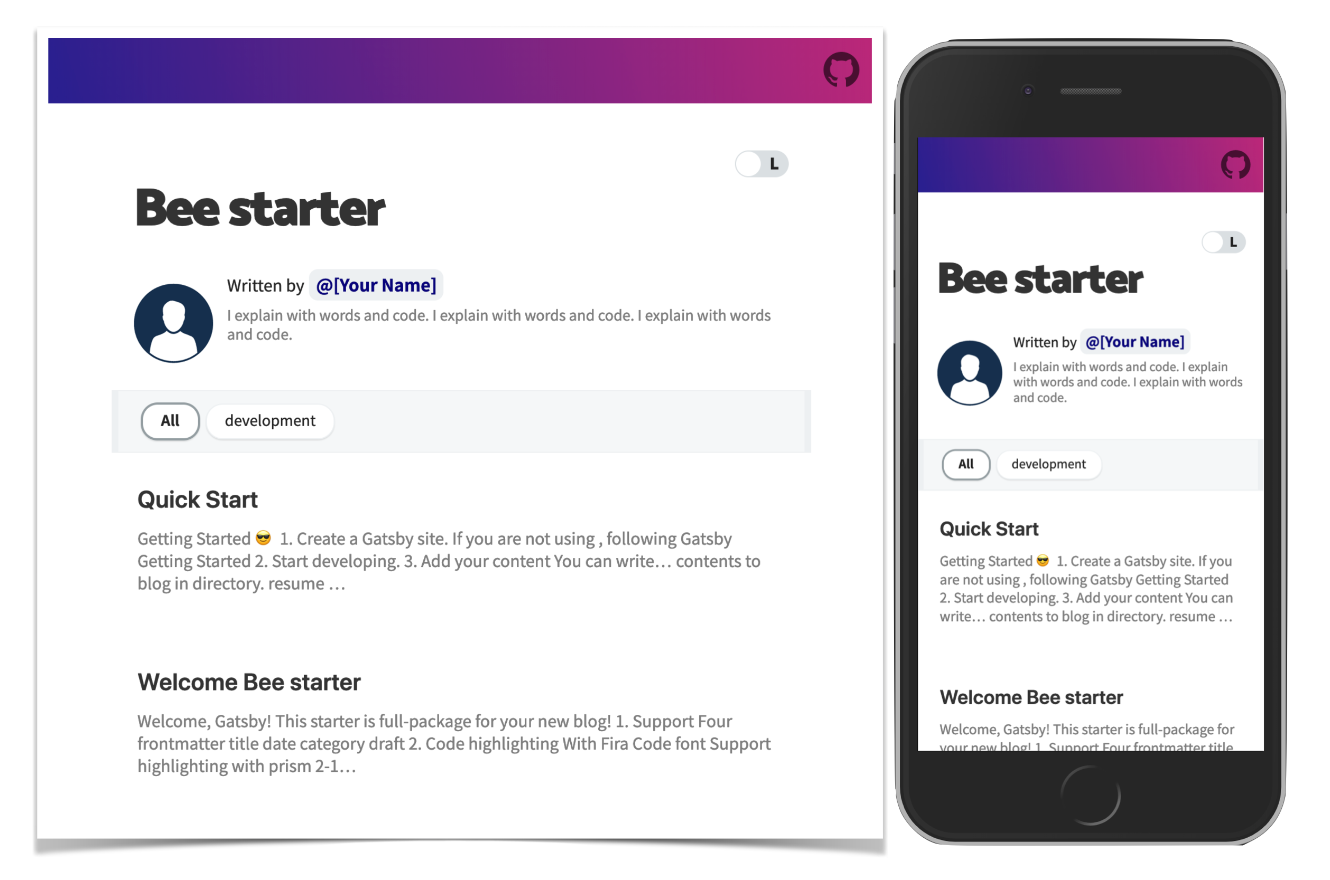 L
Bee starter
Written by @[Your Name]
I explain with words and code. I explain with words and code. I explain with words
and code.
All
development
Quick Start
Getting Started 😎 1. Create a Gatsby site. If you are not using , following Gatsby
Getting Started 2. Start developing. 3. Add your content You can write… contents to
blog in directory. resume …
Welcome Bee starter
Welcome, Gatsby! This starter is full-package for your new blog! 1. Support Four
frontmatter title date category draft 2. Code highlighting With Fira Code font Support
highlighting with prism 2-1…
L
Bee starter
Written by @[Your Name]
I explain with words and code. I explain
with words and code. I explain with words
and code.
All
development
Quick Start
Getting Started 😎 1. Create a Gatsby site. If you
are not using , following Gatsby Getting Started
2. Start developing. 3. Add your content You can
write… contents to blog in directory. resume …
Welcome Bee starter
Welcome, Gatsby! This starter is full-package for
your new blog! 1. Support Four frontmatter title